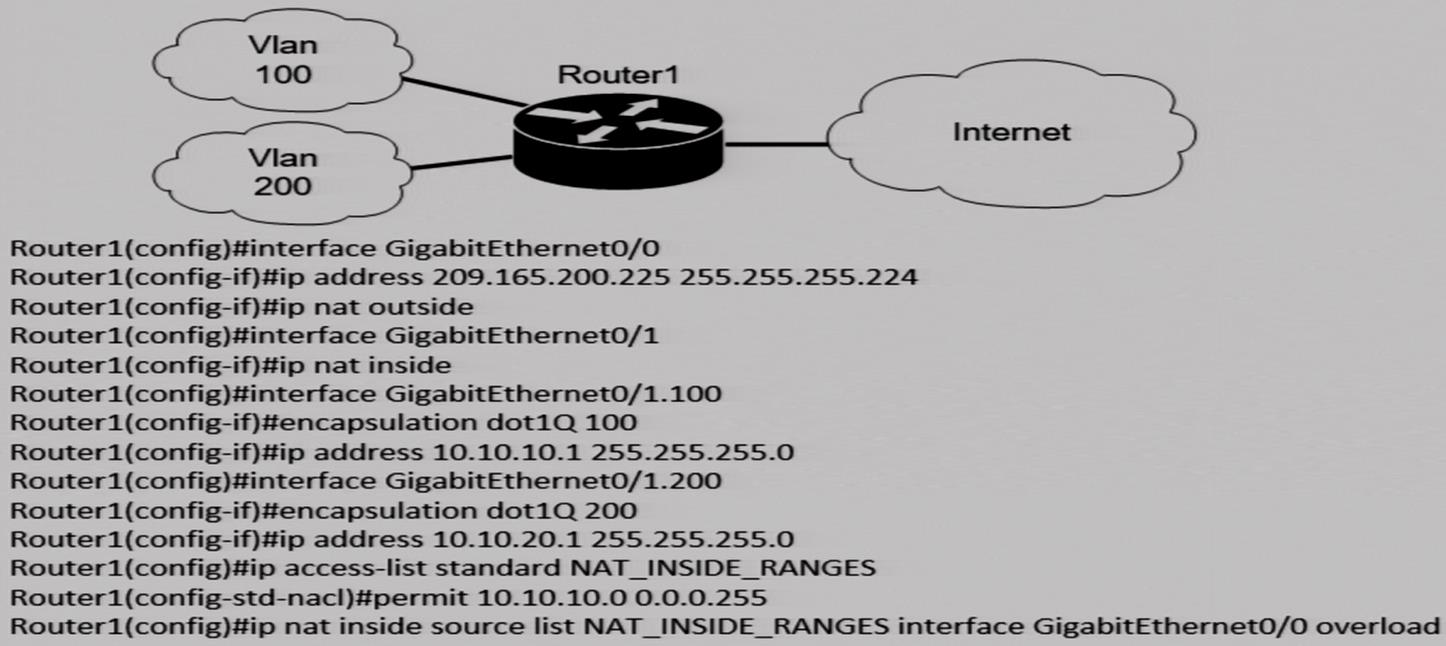 Vlan
100
Router1
Internet
Vlan
200
Router1(config)#interface GigabitEthernet0/0
Router1(config-if)#ip address 209.165.200.225 255.255.255.224
Router1(config-if)#ip nat outside
Router1(config)#interface GigabitEthernet0/1
Router1(config-if)#ip nat inside
Router1(config)#interface GigabitEthernet0/1.100
Router1(config-if)#encapsulation dot1Q 100
Router1(config-if)#ip address 10.10.10.1 255.255.255.0
Router1(config)#interface GigabitEthernet0/1.200
Router1(config-if)#encapsulation dot1Q 200
Router1(config-if)#ip address 10.10.20.1 255.255.255.0
Router1(config)#ip access-list standard NAT_INSIDE_RANGES
Router1(config-std-nacl)#permit 10.10.10.0 0.0.0.255
Router1(config)#ip nat inside source list NAT_INSIDE_RANGES interface GigabitEthernet0/0 overload